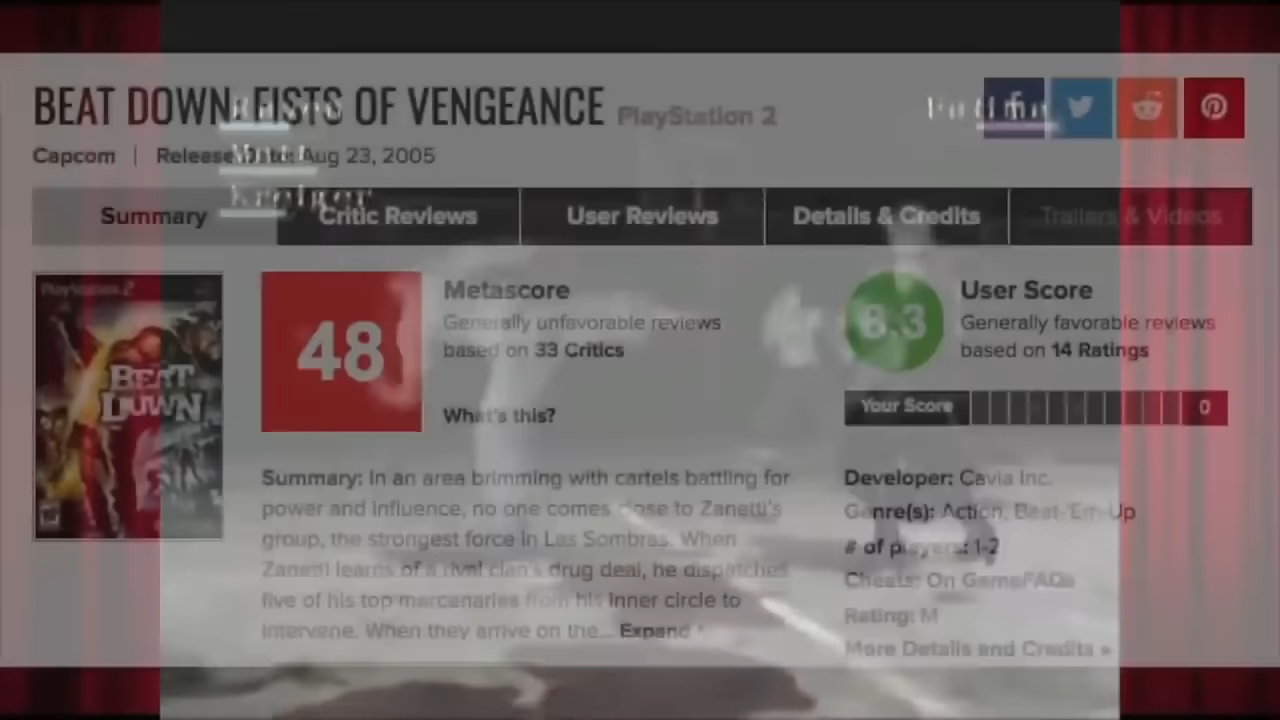 BEAT DOWN: FISTS OF VENGEANCE PlayStation 2
Capcom | Release Date: Aug 23, 2005
Summary
Critic Reviews
User Reviews
Details & Credits
Trailers & Videos
PlayStation 2
BEAT
DOWN
48
Metascore
Generally unfavorable reviews
based on 33 Critics
What's this?
Summary: In an area brimming with cartels battling for
power and influence, no one comes close to Zanetti's
group, the strongest force in Las Sombras. When
Zanetti learns of a rival clan's drug deal, he dispatches
five of his top mercenaries from his inner circle to
intervene. When they arrive on the... Expand
8.3
User Score
Generally favorable reviews
based on 14 Ratings
Your Score
0
Developer: Cavia Inc.
Genre(s): Action, Beat-'Em-Up
# of players: 1-2
Cheats: On GameFAQs
Rating: M
More Details and Credits »